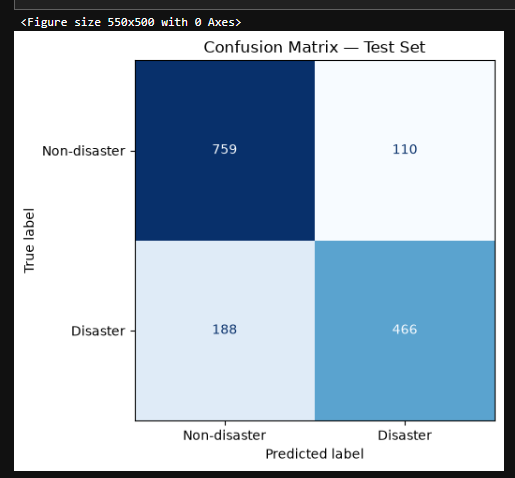 <Figure size 550x500 with 0 Axes>
Confusion Matrix — Test Set
Non-disaster
759
110
True label
Disaster
188
466
Non-disaster
Disaster
Predicted label